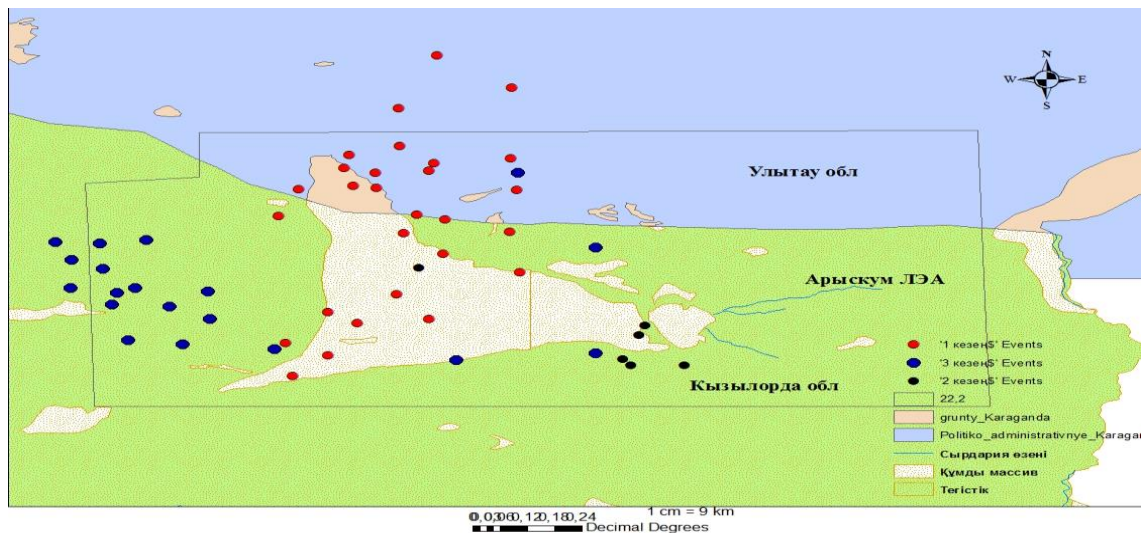 N
W E
S
Улытау обл
Арыскум ЛЭА
Кызылорда обл
'1 кезең$' Events
'3 кезең$' Events
'2 кезең$' Events
22,2
grunty_Karaganda
Politiko_administrativnye_Karagan
Сырдария өзені
Құмды массив
Тегістік
1 cm = 9 km
Decimal Degrees